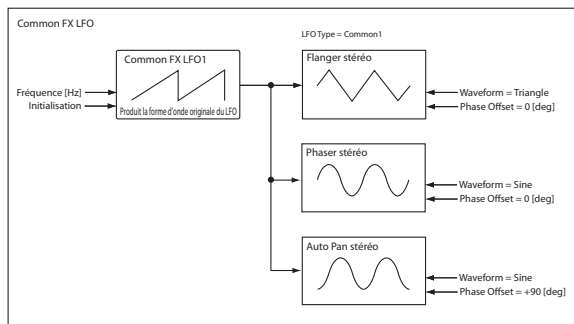 Common FX LFO
LFO Type = Common1
Common FX LFO1
Fréquence [Hz]
Initialisation
Produit la forme d'onde originale du LFO
Flanger stéréo
Waveform = Triangle
Phase Offset = 0 [deg]
Phaser stéréo
Waveform = Sine
Phase Offset = 0 [deg]
Auto Pan stéréo
Waveform = Sine
Phase Offset = +90 [deg]